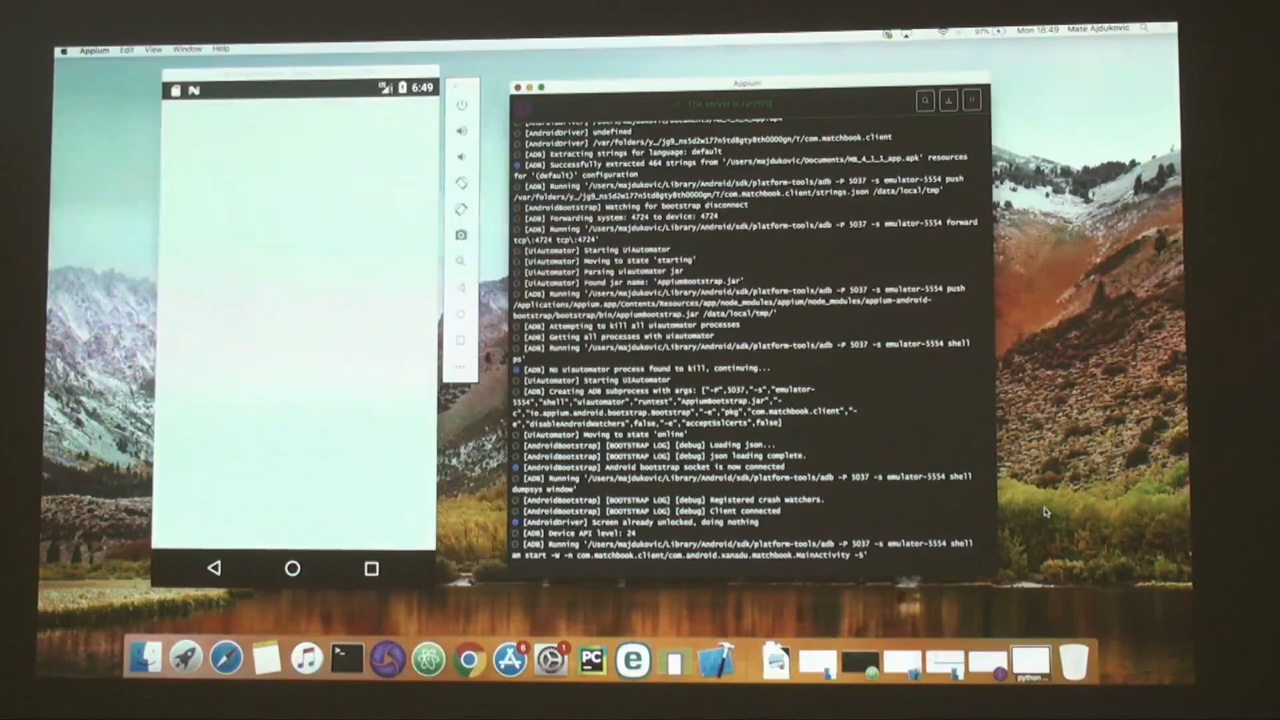 Appium Edit View Window Help
97% Mon 18:49 Mate Ajdukovic
LTE 6:49
Appium
The server is running
[AndroidDriver] undefined
[AndroidDriver] /var/folders/y_/jg9_ns5d2w177n5td8gty8th0000gn/T/com.matchbook.client
[ADB] Extracting strings for language: default
[ADB] Successfully extracted 464 strings from '/Users/majdukovic/Documents/MB_4_1_1_app.apk' resources
for '(default)' configuration
[ADB] Running '/Users/majdukovic/Library/Android/sdk/platform-tools/adb -P 5037 -s emulator-5554 push
/var/folders/y_/jg9_ns5d2w177n5td8gty8th0000gn/T/com.matchbook.client/strings.json /data/local/tmp'
[AndroidBootstrap] Watching for bootstrap disconnect
[ADB] Forwarding system: 4724 to device: 4724
[ADB] Running '/Users/majdukovic/Library/Android/sdk/platform-tools/adb -P 5037 -s emulator-5554 forward
tcp\:4724 tcp\:4724'
[UiAutomator] Starting UiAutomator
[UiAutomator] Moving to state 'starting'
[UiAutomator] Parsing uiautomator jar
[UiAutomator] Found jar name: 'AppiumBootstrap.jar'
[ADB] Running '/Users/majdukovic/Library/Android/sdk/platform-tools/adb -P 5037 -s emulator-5554 push
/Applications/Appium.app/Contents/Resources/app/node_modules/appium/node_modules/appium-android-
bootstrap/bootstrap/bin/AppiumBootstrap.jar /data/local/tmp/'
[ADB] Attempting to kill all uiautomator processes
[ADB] Getting all processes with uiautomator
[ADB] Running '/Users/majdukovic/Library/Android/sdk/platform-tools/adb -P 5037 -s emulator-5554 shell
ps'
[ADB] No uiautomator process found to kill, continuing...
[UiAutomator] Starting UIAutomator
[ADB] Creating ADB subprocess with args: ["-P",5037,"-s","emulator-
5554","shell","uiautomator","runtest","AppiumBootstrap.jar","-
c","io.appium.android.bootstrap.Bootstrap","-e","pkg","com.matchbook.client","-
e","disableAndroidWatchers",false,"-e","acceptSslCerts",false]
[UiAutomator] Moving to state 'online'
[AndroidBootstrap] [BOOTSTRAP LOG] [debug] Loading json...
[AndroidBootstrap] [BOOTSTRAP LOG] [debug] json loading complete.
[AndroidBootstrap] Android bootstrap socket is now connected
[ADB] Running '/Users/majdukovic/Library/Android/sdk/platform-tools/adb -P 5037 -s emulator-5554 shell
dumpsys window'
[AndroidBootstrap] [BOOTSTRAP LOG] [debug] Registered crash watchers.
[AndroidBootstrap] [BOOTSTRAP LOG] [debug] Client connected
[AndroidDriver] Screen already unlocked, doing nothing
[ADB] Device API level: 24
[ADB] Running '/Users/majdukovic/Library/Android/sdk/platform-tools/adb -P 5037 -s emulator-5554 shell
am start -W -n com.matchbook.client/com.android.xanadu.matchbook.MainActivity -S'
PC
python ...